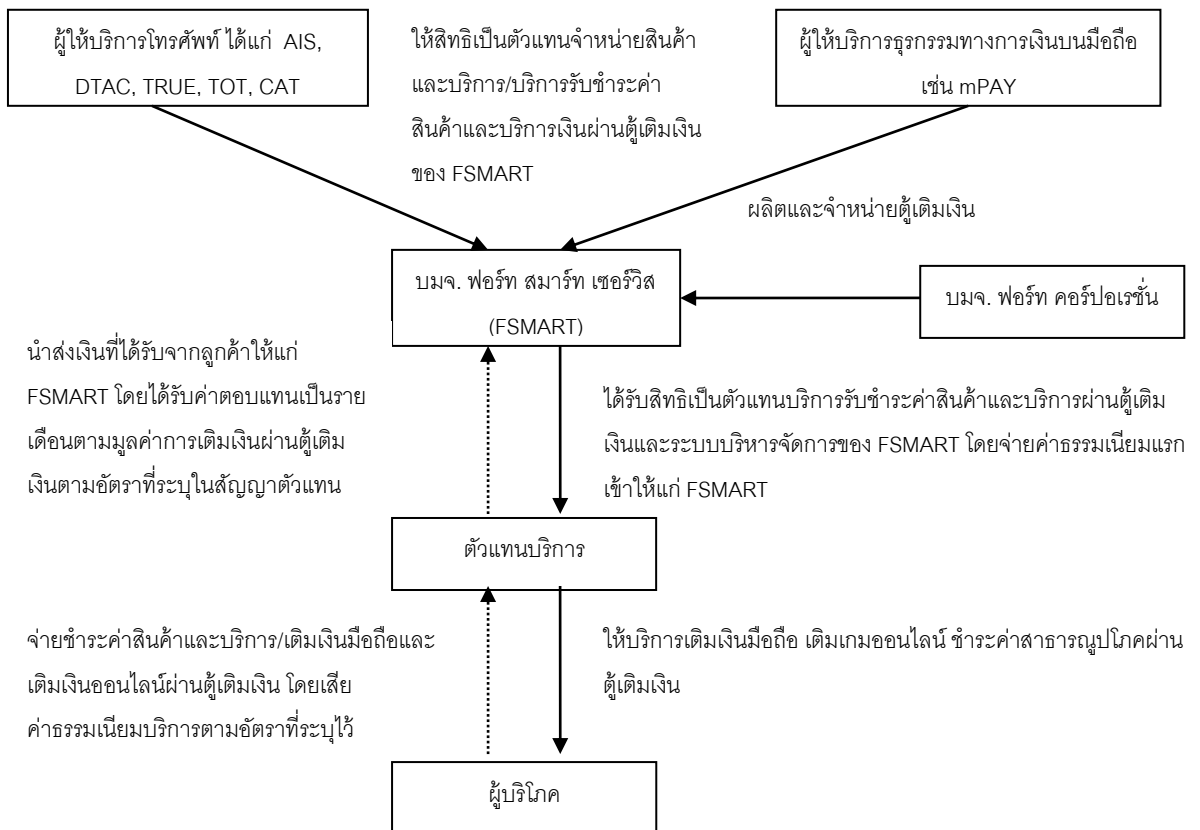 ผู้ให้บริการโทรศัพท์ ได้แก่ AIS,
DTAC, TRUE, TOT, CAT
ให้สิทธิเป็นตัวแทนจำหน่ายสินค้า
และบริการ/บริการรับชำระค่า
สินค้าและบริการเงินผ่านตู้เติมเงิน
ของ FSMART
ผู้ให้บริการธุรกรรมทางการเงินบนมือถือ
เช่น mPAY
ผลิตและจำหน่ายตู้เติมเงิน
บมจ. ฟอร์ท สมาร์ท เซอร์วิส
(FSMART)
บมจ. ฟอร์ท คอร์ปอเรชั่น
นำส่งเงินที่ได้รับจากลูกค้าให้แก่
FSMART โดยได้รับค่าตอบแทนเป็นราย
เดือนตามมูลค่าการเติมเงินผ่านตู้เติม
เงินตามอัตราที่ระบุในสัญญาตัวแทน
ได้รับสิทธิเป็นตัวแทนบริการรับชำระค่าสินค้าและบริการผ่านตู้เติม
เงินและระบบบริหารจัดการของ FSMART โดยจ่ายค่าธรรมเนียมแรก
เข้าให้แก่ FSMART
ตัวแทนบริการ
จ่ายชำระค่าสินค้าและบริการ/เติมเงินมือถือและ
เติมเงินออนไลน์ผ่านตู้เติมเงิน โดยเสีย
ค่าธรรมเนียมบริการตามอัตราที่ระบุไว้
ให้บริการเติมเงินมือถือ เติมเกมออนไลน์ ชำระค่าสาธารณูปโภคผ่าน
ตู้เติมเงิน
ผู้บริโภค